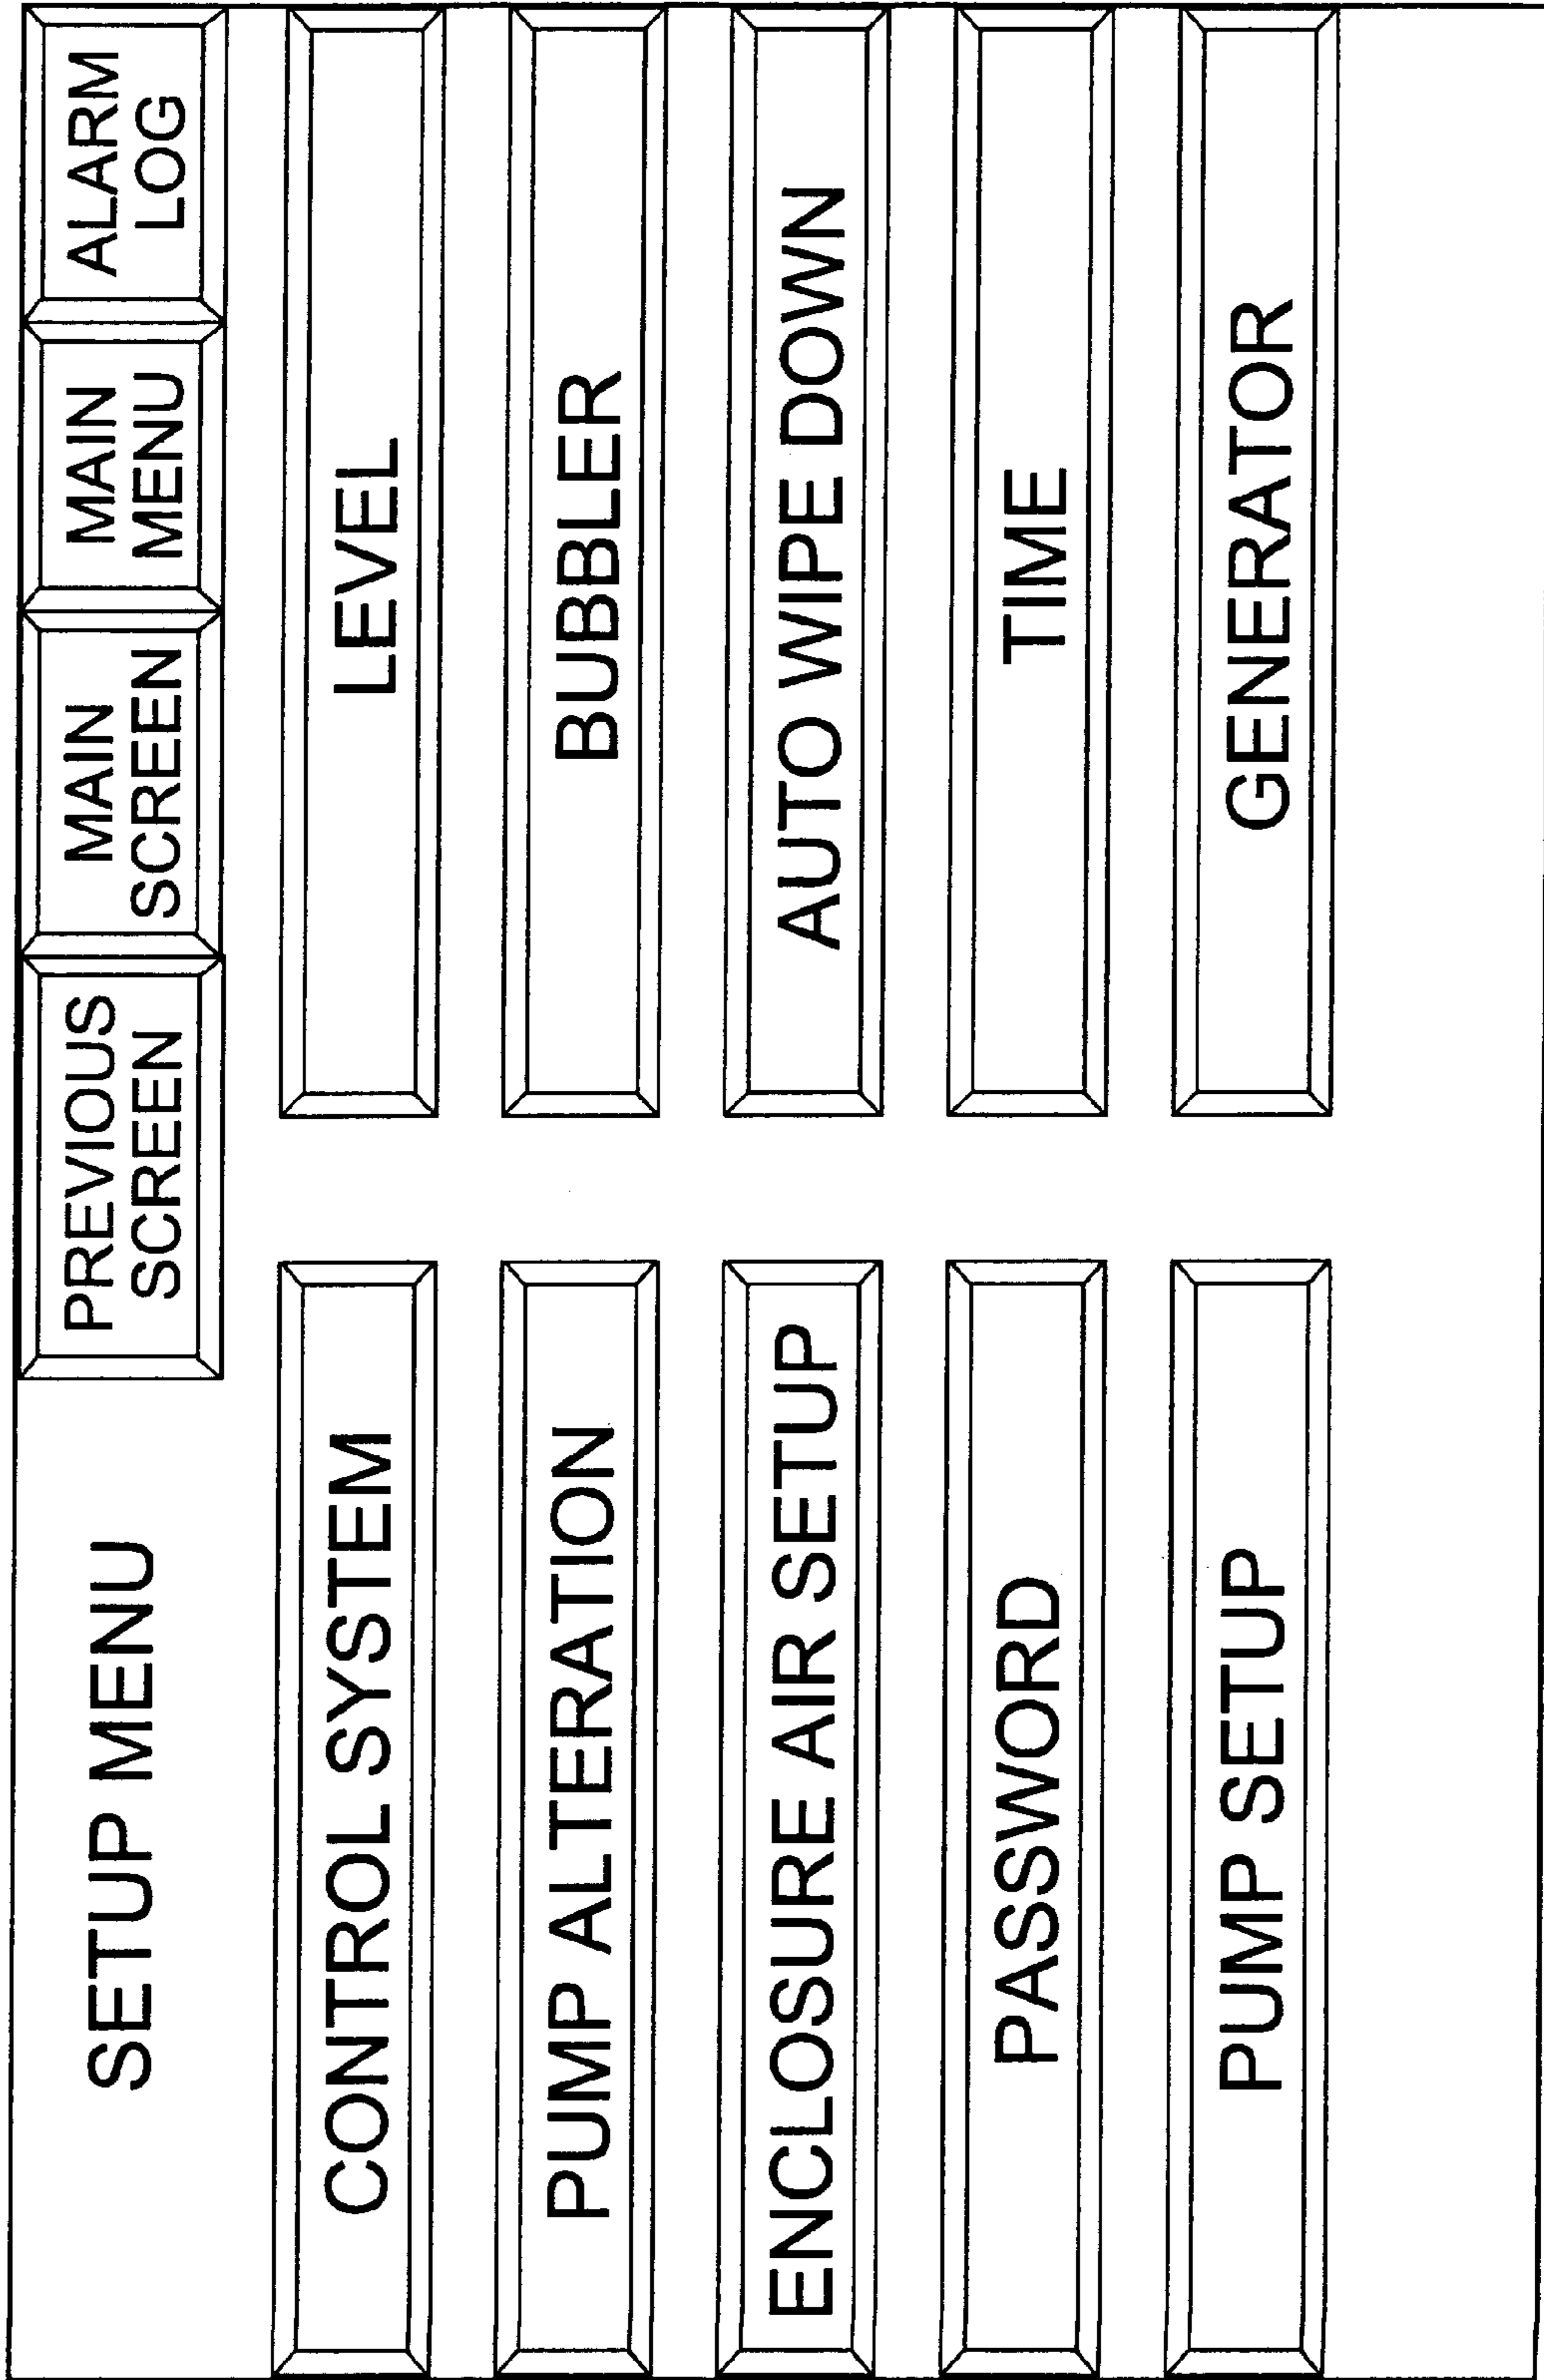 SETUP MENU
PREVIOUS
SCREEN
MAIN
SCREEN
MAIN
MENU
ALARM
LOG
CONTROL SYSTEM
LEVEL
PUMP ALTERATION
BUBBLER
ENCLOSURE AIR SETUP
AUTO WIPE DOWN
PASSWORD
TIME
PUMP SETUP
GENERATOR